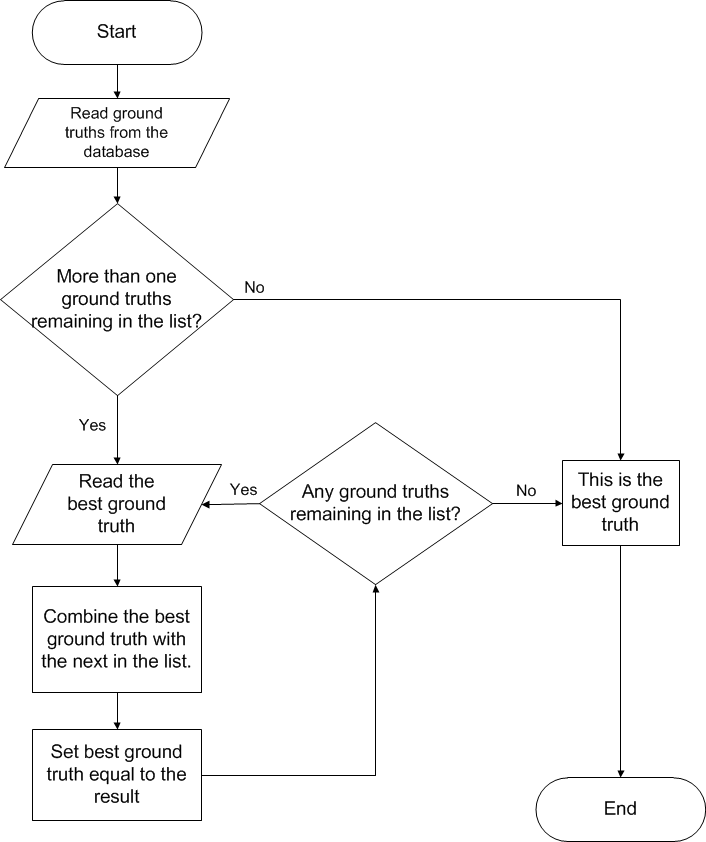 Start
Read ground
truths from the
database
More than one
ground truths
remaining in the list?
No
Yes
Read the
best ground
truth
Yes
Any ground truths
remaining in the list?
No
This is the
best ground
truth
Combine the best
ground truth with
the next in the list.
Set best ground
truth equal to the
result
End